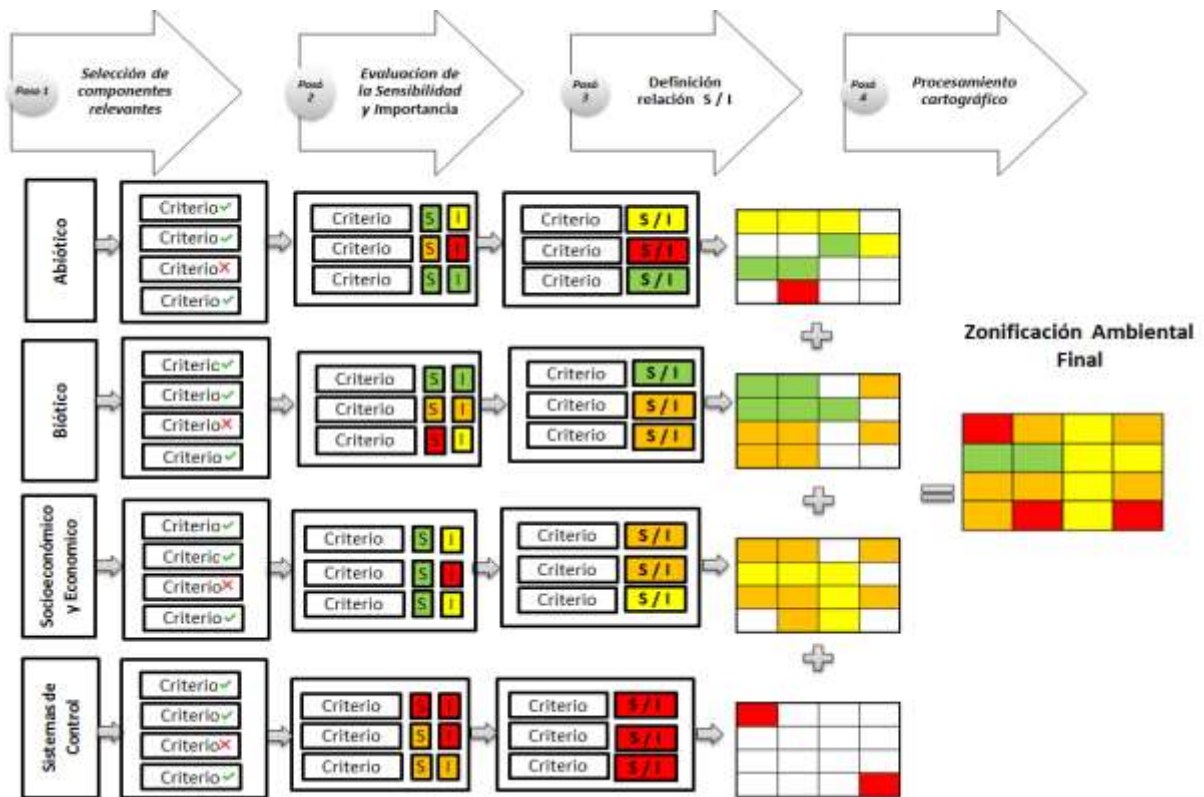 Paso 1
Selección de
componentes
relevantes
Pasó
2
Evaluacion de
la Sensibilidad
y Importancia
Pasó
3
Definición
relación S / I
Pasó
4
Procesamiento
cartográfico
Abiótico
Criterio
Criterio
Criterio
Criterio
Criterio S I
Criterio S I
Criterio S I
Criterio S / I
Criterio S / I
Criterio S / I
Zonificación Ambiental
Final
Biótico
Criterio
Criterio
Criterio
Criterio
Criterio S I
Criterio S I
Criterio S I
Criterio S / I
Criterio S / I
Criterio S / I
Socioeconómico
y Economico
Criterio
Criterio
Criterio
Criterio
Criterio S I
Criterio S I
Criterio S I
Criterio S / I
Criterio S / I
Criterio S / I
Sistemas de
Control
Criterio
Criterio
Criterio
Criterio
Criterio S I
Criterio S I
Criterio S I
Criterio S / I
Criterio S / I
Criterio S / I